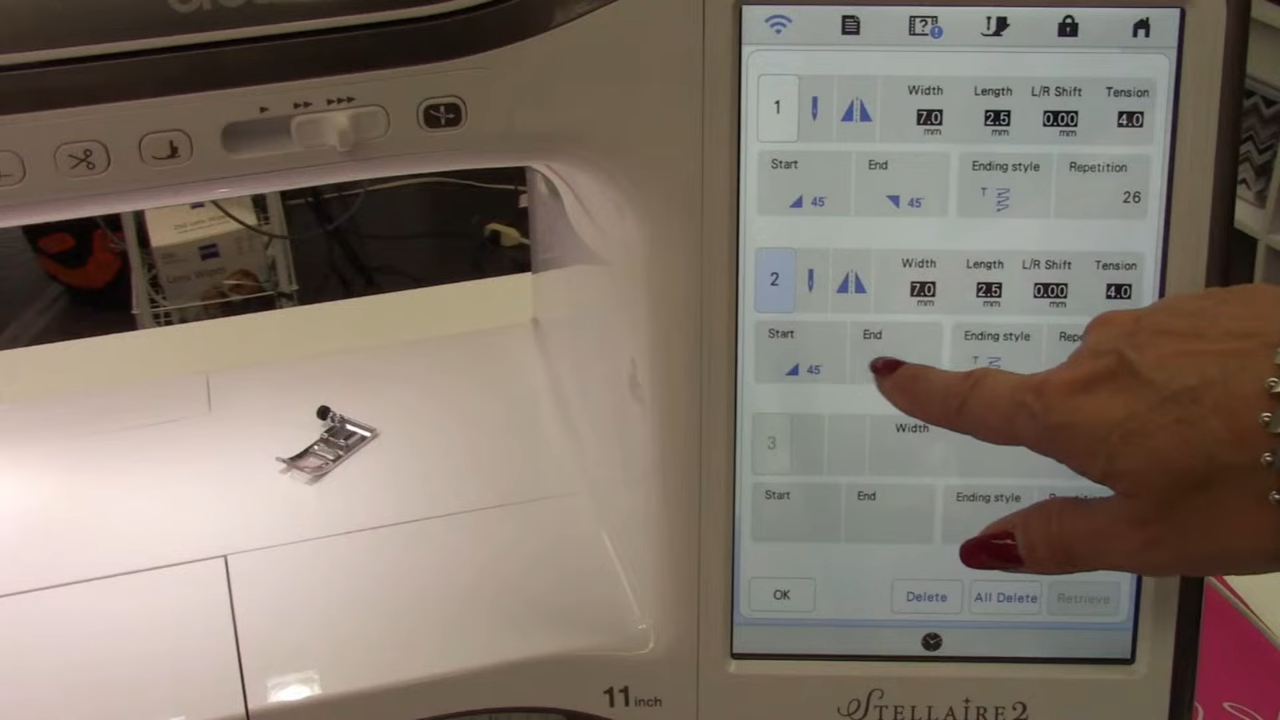 1
Width
Length
L/R Shift
Tension
7.0
2.5
0.00
4.0
mm
mm
mm
Start
End
Ending style
Repetition
45°
45°
T
26
2
Width
Length
L/R Shift
Tension
7.0
2.5
0.00
4.0
mm
mm
mm
Start
End
Ending style
45°
T
3
Width
Start
End
Ending style
OK
Delete
All Delete
Retrieve
11 inch
STELLAIRE 2